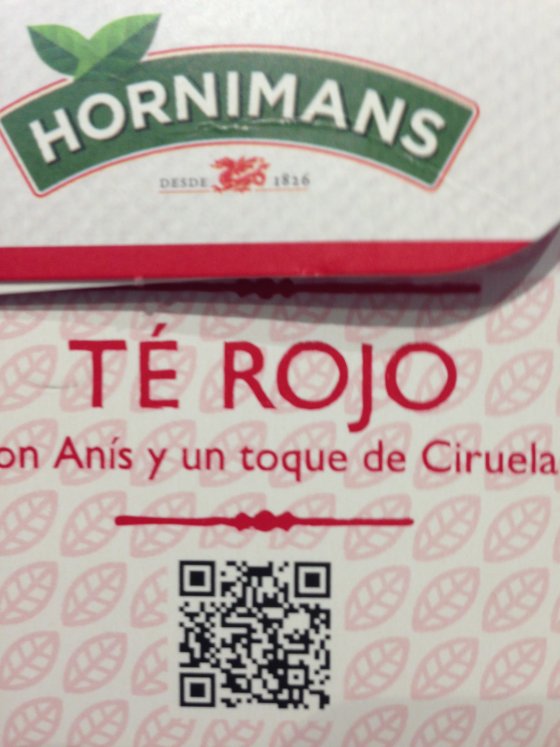 HORNIMANS
DESDE 1826
TÉ ROJO
on Anís y un toque de Ciruela